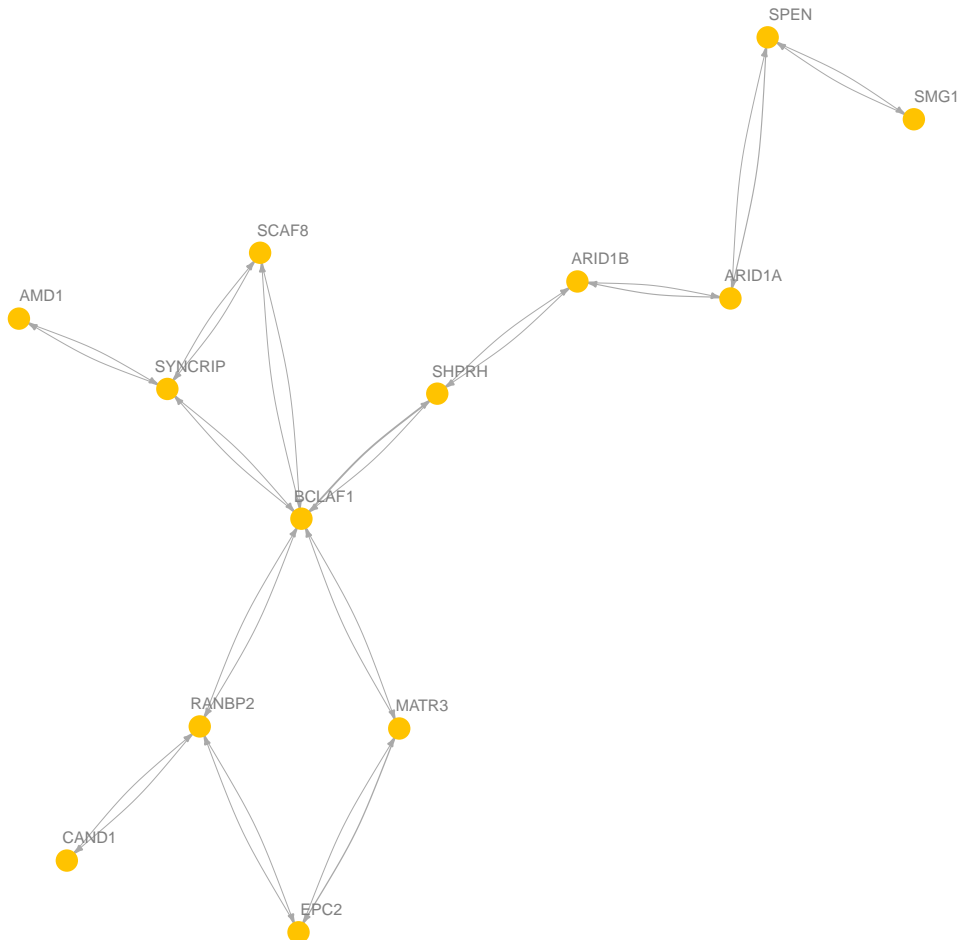 SPEN
SMG1
SCAF8
ARID1B
ARID1A
AMD1
SYNCRIP
SHPRH
BCLAF1
RANBP2
MATR3
CAND1
EPC2